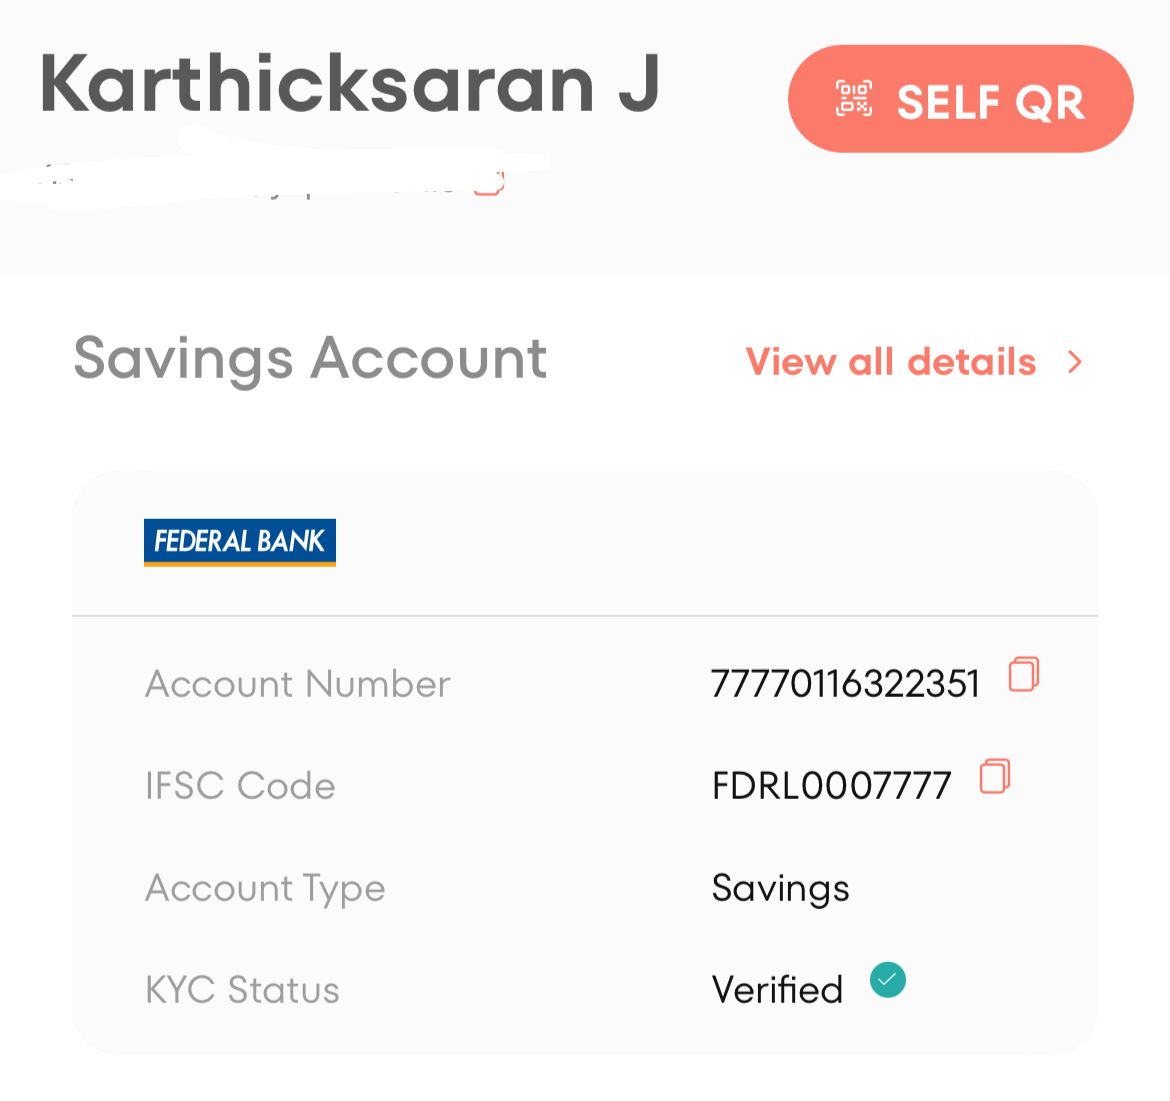 Karthicksaran J
SELF QR
Savings Account
View all details
FEDERAL BANK
Account Number 77770116322351
IFSC Code FDRL0007777
Account Type Savings
KYC Status Verified